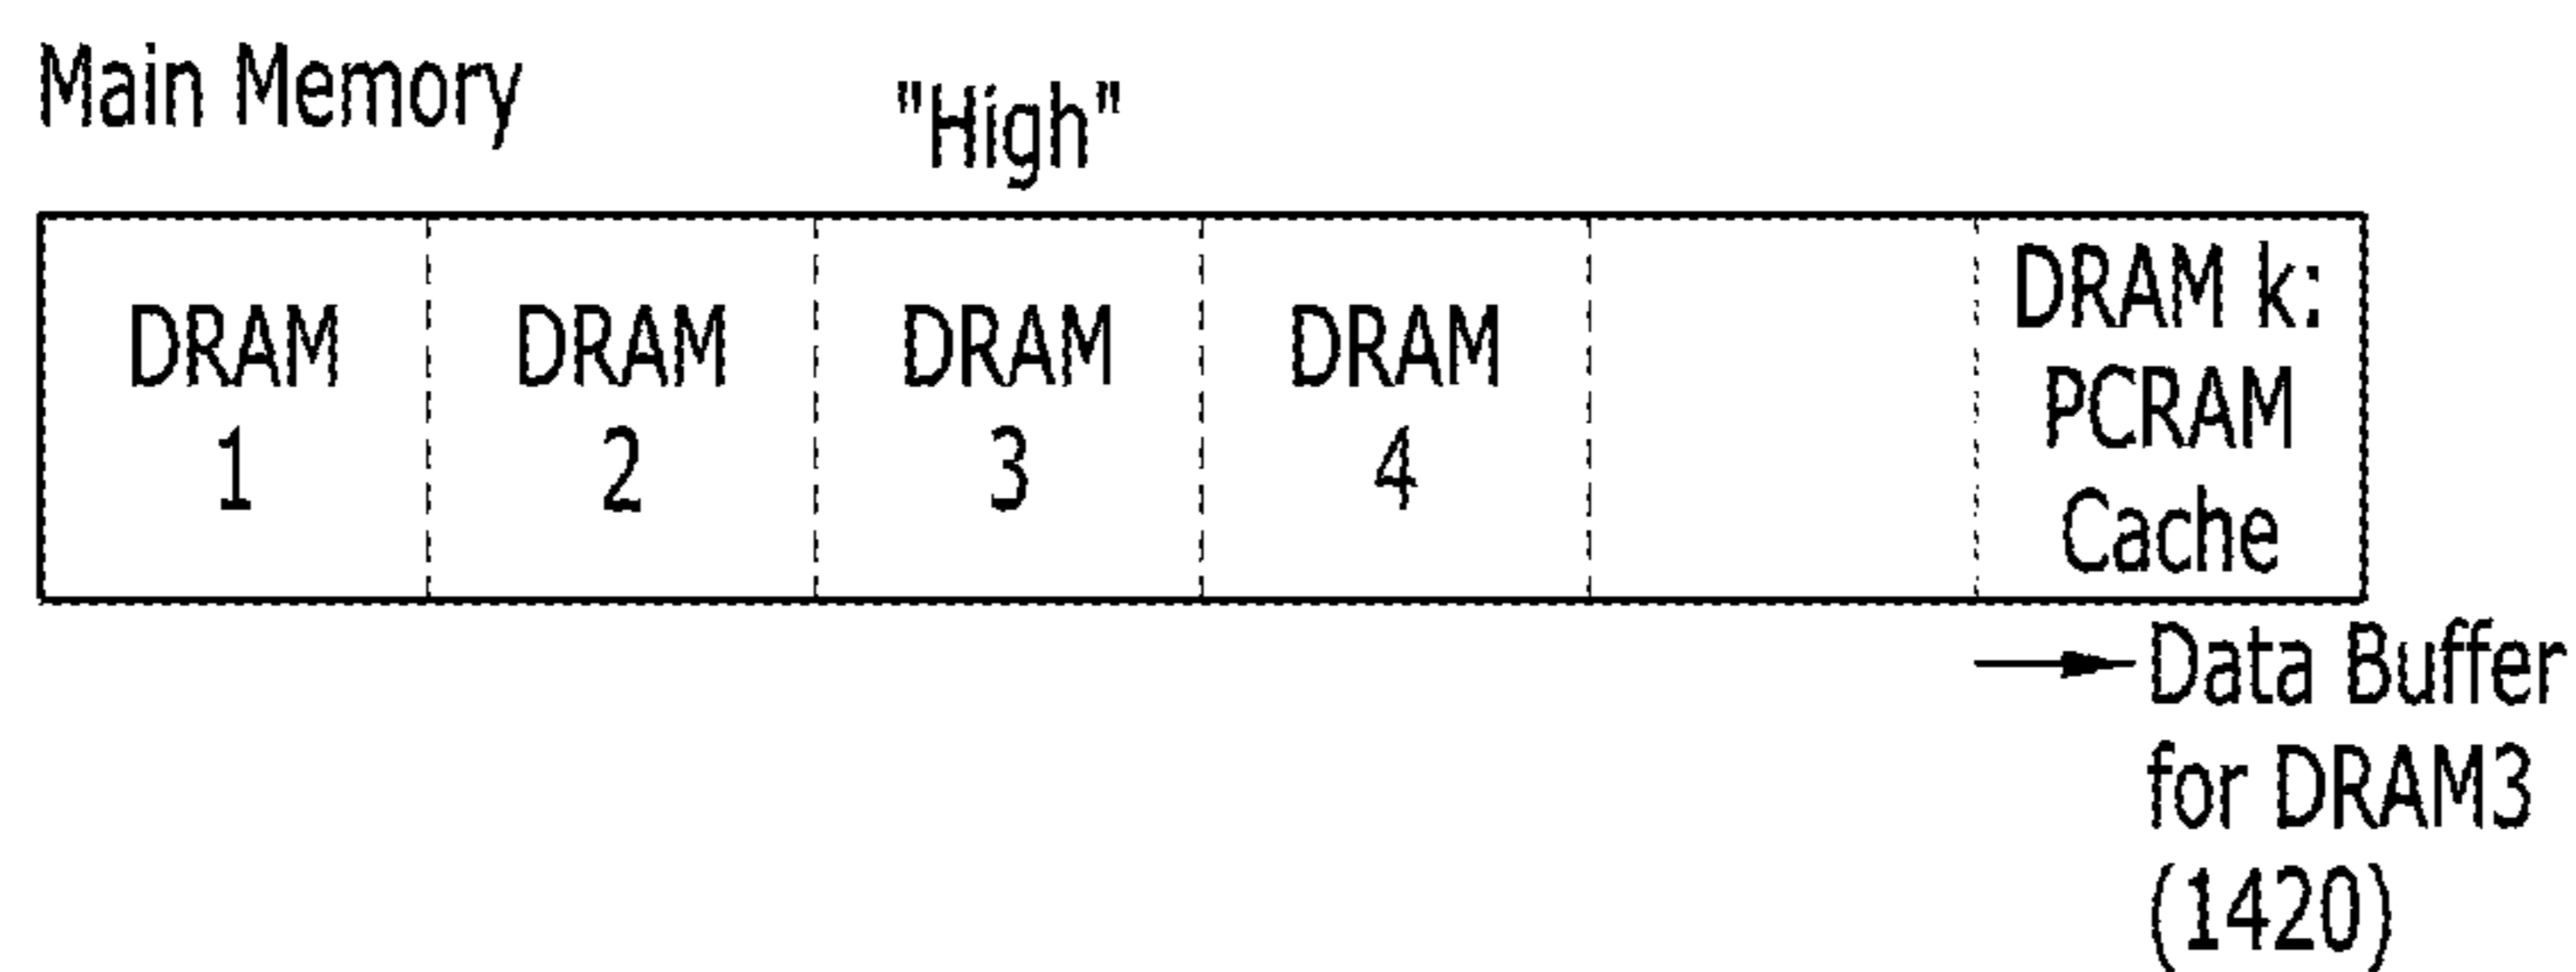 Main Memory
"High"
DRAM
1
DRAM
2
DRAM
3
DRAM
4
DRAM k:
PCRAM
Cache
Data Buffer
for DRAM3
(1420)